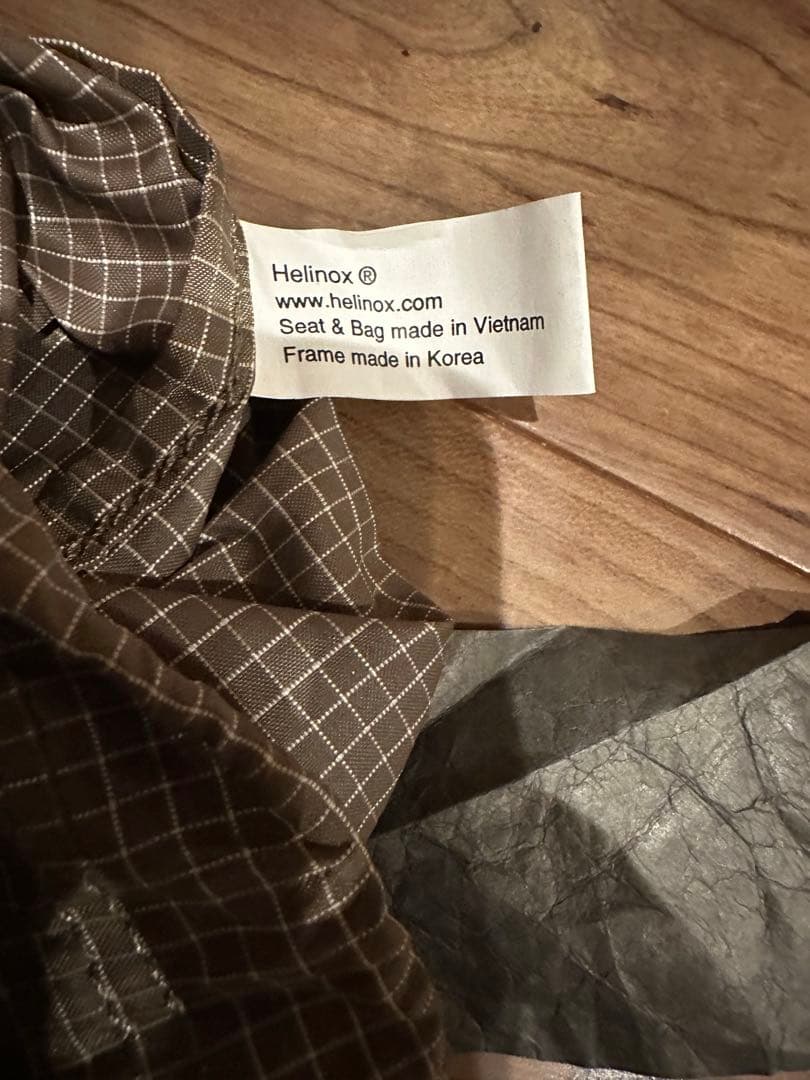 Helinox ®
www.helinox.com
Seat & Bag made in Vietnam
Frame made in Korea